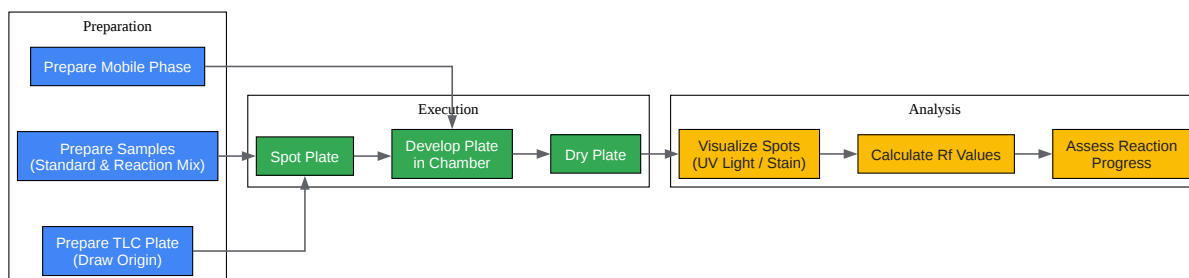 Preparation
Prepare Mobile Phase
Prepare Samples
(Standard & Reaction Mix)
Prepare TLC Plate
(Draw Origin)
Execution
Spot Plate
Develop Plate
in Chamber
Dry Plate
Analysis
Visualize Spots
(UV Light / Stain)
Calculate Rf Values
Assess Reaction
Progress